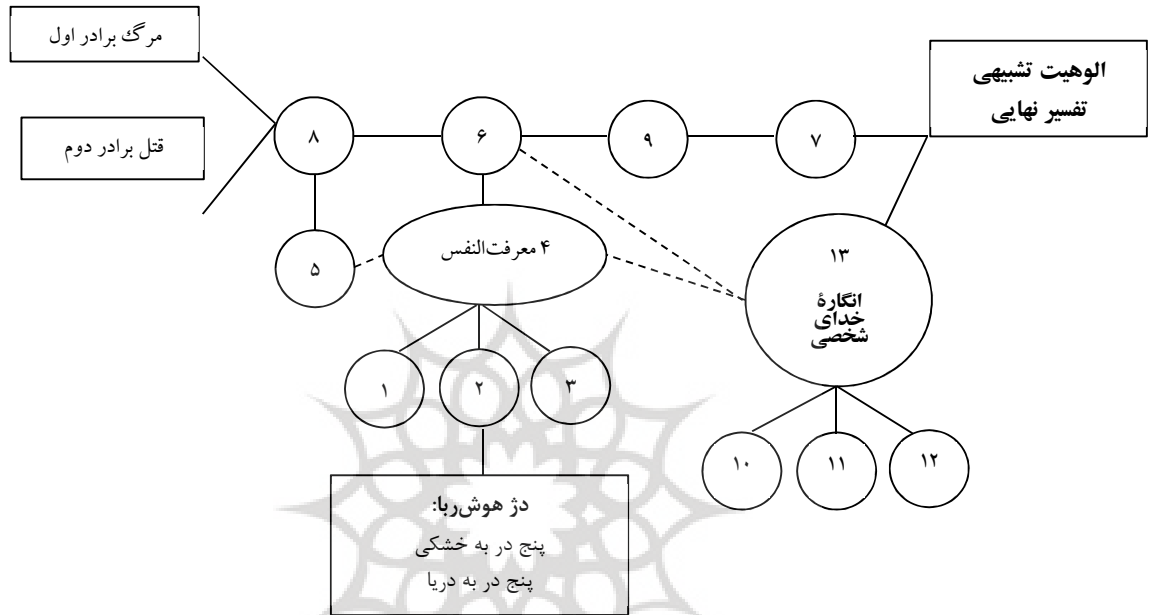 مرگ برادر اول
الوهیت تشبیهی
تفسیر نهایی
قتل برادر دوم
۸
۶
۹
۷
۵
۴ معرفت‌النفس
۱۳
انگارۀ
خدای
شخصی
۱
۲
۳
۱۰
۱۱
۱۲
دژ هوش‌ربا:
پنج در به خشکی
پنج در به دریا